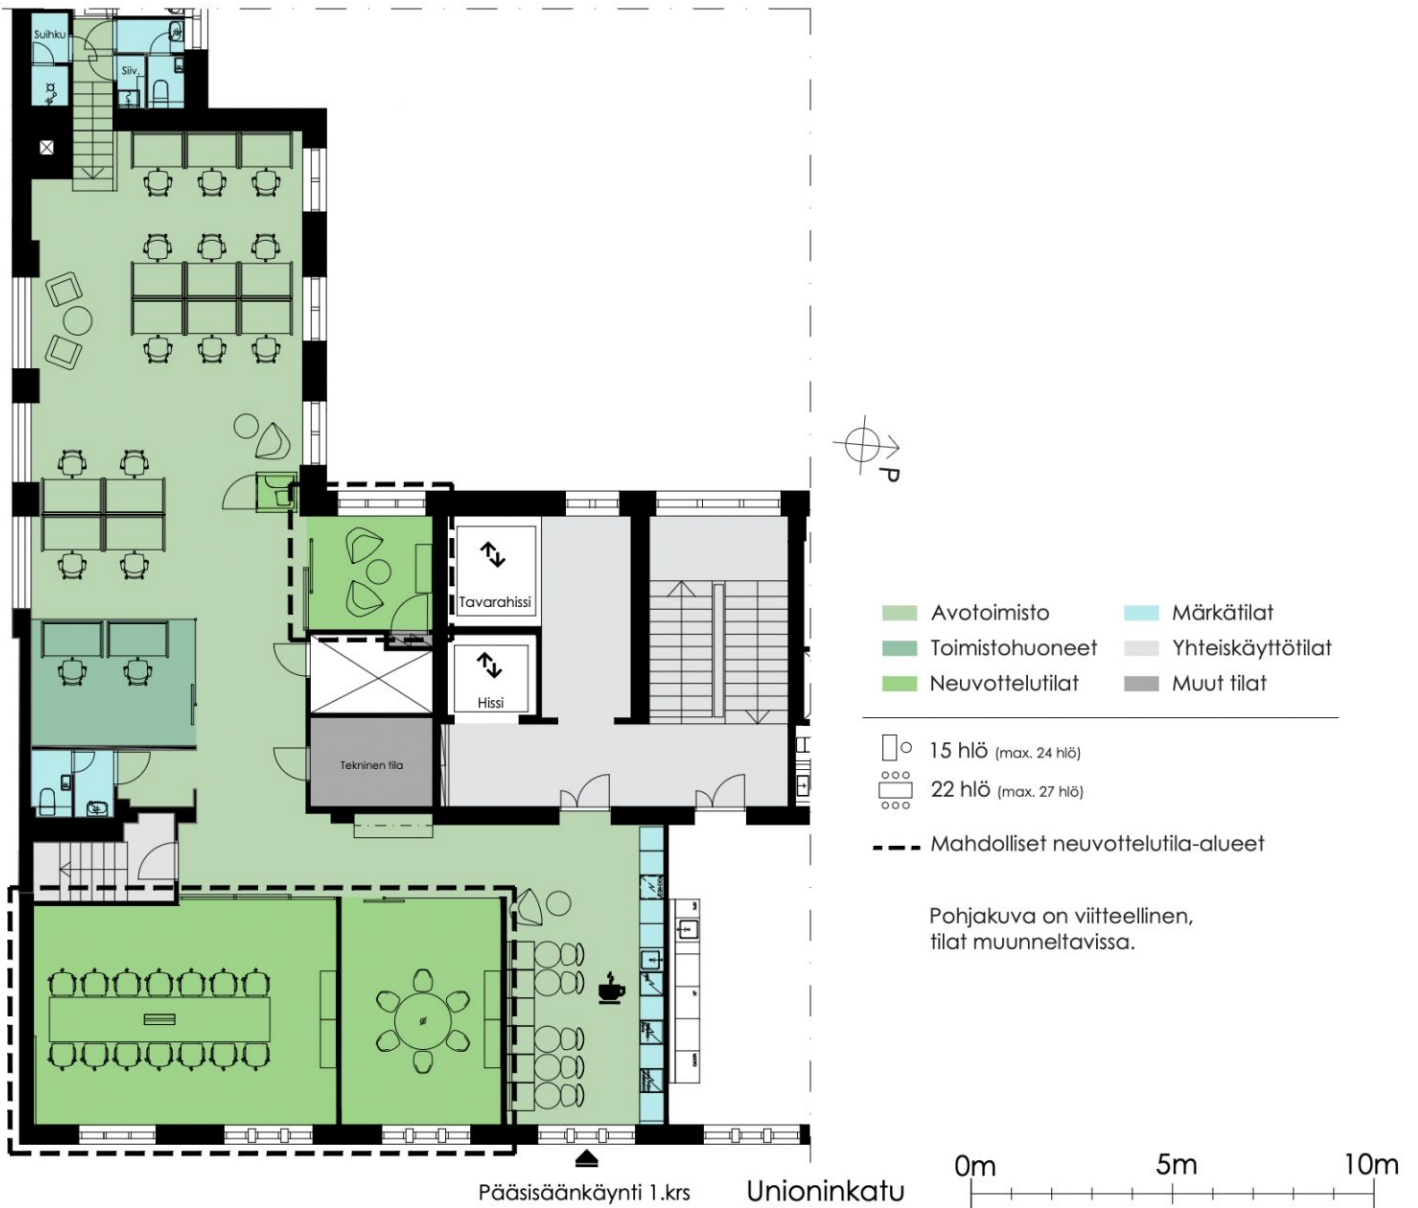 Suihku
Siiv.
P
Tavarahissi
Hissi
Tekninen tila
Avotoimisto
Märkätilat
Toimistohuoneet
Yhteiskäyttötilat
Neuvottelutilat
Muut tilat
15 hlö (max. 24 hlö)
22 hlö (max. 27 hlö)
Mahdolliset neuvottelutila-alueet
Pohjakuva on viitteellinen,
tilat muunneltavissa.
Pääsisäänkäynti 1.krs
Unioninkatu
0m 5m 10m